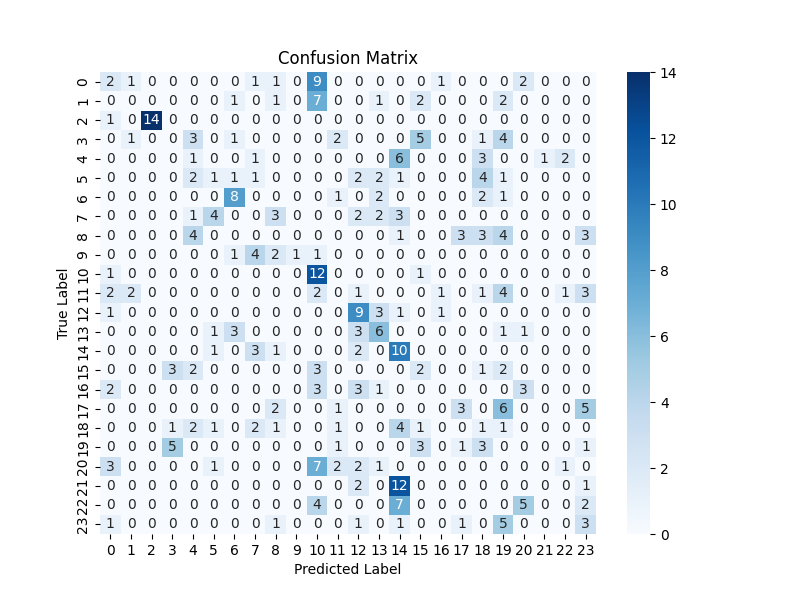 Confusion Matrix
0 2 1 0 0 0 0 0 1 1 0 9 0 0 0 0 0 1 0 0 0 2 0 0 0
1 0 0 0 0 0 0 1 0 1 0 7 0 0 1 0 2 0 0 0 2 0 0 0 0
2 1 0 14 0 0 0 0 0 0 0 0 0 0 0 0 0 0 0 0 0 0 0 0 0
3 0 1 0 0 3 0 1 0 0 0 0 2 0 0 0 5 0 0 1 4 0 0 0 0
4 0 0 0 0 1 0 0 1 0 0 0 0 0 0 6 0 0 0 3 0 0 1 2 0
5 0 0 0 0 2 1 1 1 0 0 0 0 2 2 1 0 0 0 4 1 0 0 0 0
6 0 0 0 0 0 0 8 0 0 0 0 1 0 2 0 0 0 0 2 1 0 0 0 0
7 0 0 0 0 1 4 0 0 3 0 0 0 2 2 3 0 0 0 0 0 0 0 0 0
8 0 0 0 0 4 0 0 0 0 0 0 0 0 0 1 0 0 3 3 4 0 0 0 3
9 0 0 0 0 0 0 1 4 2 1 1 0 0 0 0 0 0 0 0 0 0 0 0 0
10 1 0 0 0 0 0 0 0 0 0 12 0 0 0 0 1 0 0 0 0 0 0 0 0
11 2 2 0 0 0 0 0 0 0 0 2 0 1 0 0 0 1 0 1 4 0 0 1 3
12 1 0 0 0 0 0 0 0 0 0 0 0 9 3 1 0 1 0 0 0 0 0 0 0
13 0 0 0 0 0 1 3 0 0 0 0 0 3 6 0 0 0 0 0 1 1 0 0 0
14 0 0 0 0 0 1 0 3 1 0 0 0 2 0 10 0 0 0 0 0 0 0 0 0
15 0 0 0 3 2 0 0 0 0 0 3 0 0 0 0 2 0 0 1 2 0 0 0 0
16 2 0 0 0 0 0 0 0 0 0 3 0 3 1 0 0 0 0 0 0 3 0 0 0
17 0 0 0 0 0 0 0 0 2 0 0 1 0 0 0 0 0 3 0 6 0 0 0 5
18 0 0 0 1 2 1 0 2 1 0 0 1 0 0 4 1 0 0 1 1 0 0 0 0
19 0 0 0 5 0 0 0 0 0 0 0 1 0 0 0 3 0 1 3 0 0 0 0 1
20 3 0 0 0 0 1 0 0 0 0 7 2 2 1 0 0 0 0 0 0 0 0 1 0
21 0 0 0 0 0 0 0 0 0 0 0 0 2 0 12 0 0 0 0 0 0 0 0 1
22 0 0 0 0 0 0 0 0 0 0 4 0 0 0 7 0 0 0 0 0 5 0 0 2
23 1 0 0 0 0 0 0 0 1 0 0 0 1 0 1 0 0 1 0 5 0 0 0 3
0 1 2 3 4 5 6 7 8 9 10 11 12 13 14 15 16 17 18 19 20 21 22 23
Predicted Label
True Label
14
12
10
8
6
4
2
0